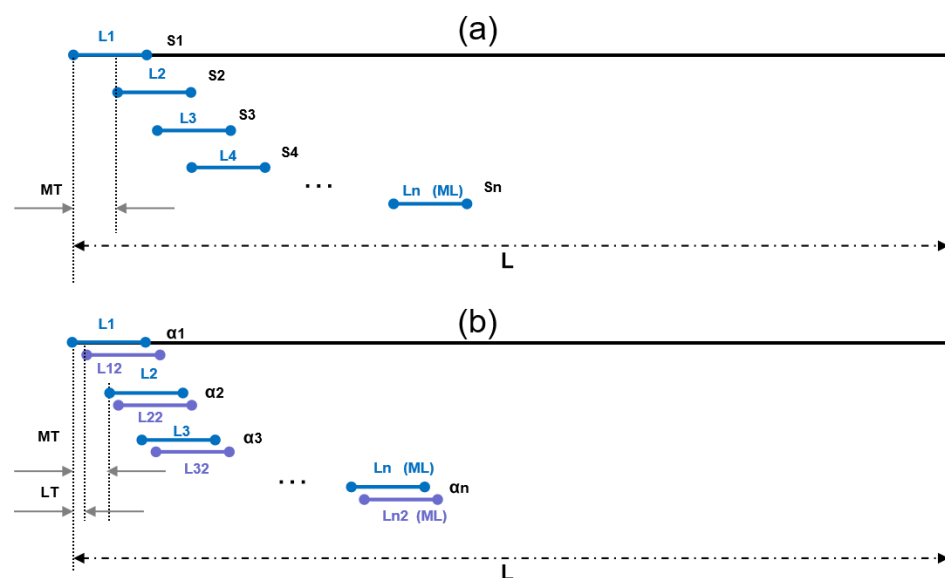 (a)
L1 S1
L2 S2
L3 S3
L4 S4
...
MT Ln (ML) Sn
L
(b)
L1 α1
L12
L2 α2
L22
L3 α3
MT
L32
... Ln (ML)
LT αn
Ln2 (ML)
L